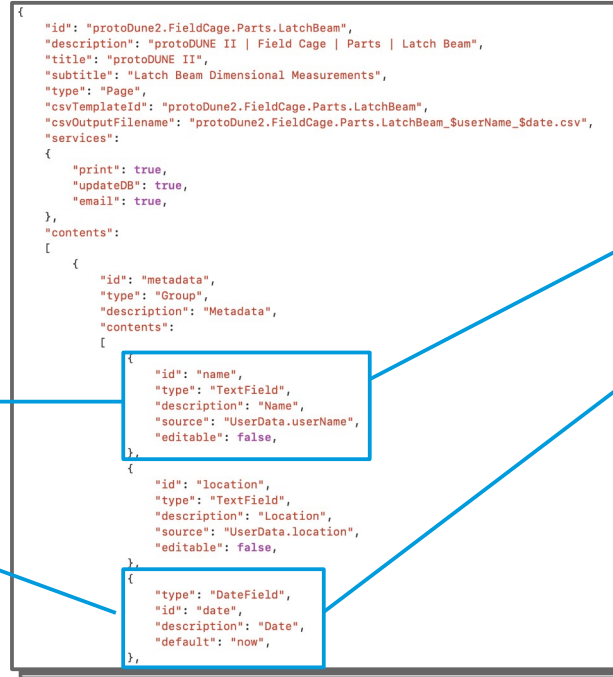 {
"id": "protoDune2.FieldCage.Parts.LatchBeam",
"description": "protoDUNE II | Field Cage | Parts | Latch Beam",
"title": "protoDUNE II",
"subtitle": "Latch Beam Dimensional Measurements",
"type": "Page",
"csvTemplateId": "protoDune2.FieldCage.Parts.LatchBeam",
"csvOutputFilename": "protoDune2.FieldCage.Parts.LatchBeam_$userName_$date.csv",
"services":
{
"print": true,
"updateDB": true,
"email": true,
},
"contents":
[
{
"id": "metadata",
"type": "Group",
"description": "Metadata",
"contents":
[
{
"id": "name",
"type": "TextField",
"description": "Name",
"source": "UserData.userName",
"editable": false,
},
{
"id": "location",
"type": "TextField",
"description": "Location",
"source": "UserData.location",
"editable": false,
},
{
"type": "DateField",
"id": "date",
"description": "Date",
"default": "now",
},